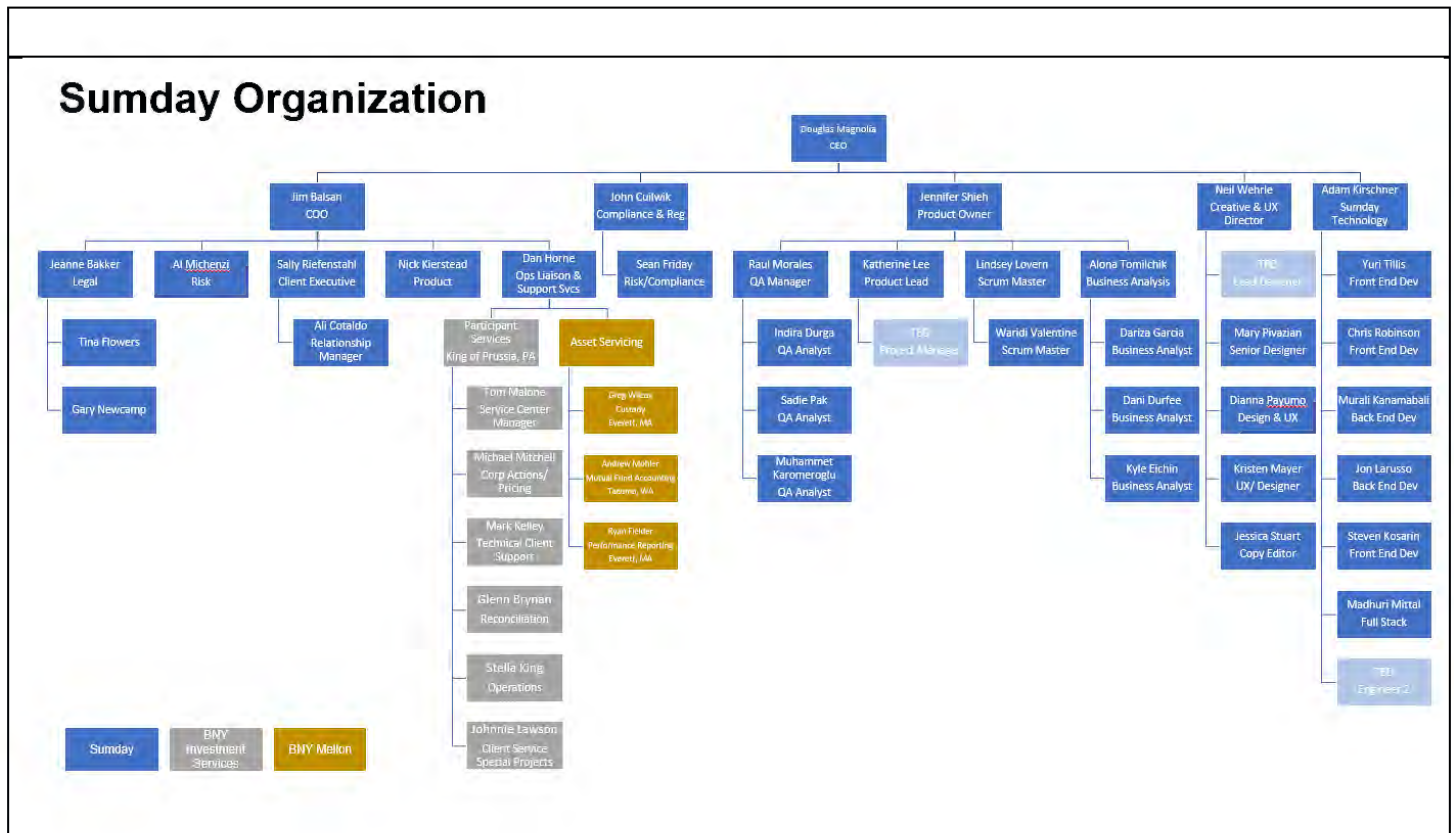 Sumday Organization
Douglas Magnolia
CEO
Jim Balsan
COO
John Cuilwik
Compliance & Reg
Jennifer Shieh
Product Owner
Neil Wehrle
Creative & UX
Director
Adam Kirschner
Sumday
Technology
Jeanne Bakker
Legal
Al Michenzi
Risk
Sally Riefenstahl
Client Executive
Nick Kierstead
Product
Dan Horne
Ops Liaison &
Support Svcs
Sean Friday
Risk/Compliance
Raul Morales
QA Manager
Katherine Lee
Product Lead
Lindsey Lovern
Scrum Master
Alona Tomilchik
Business Analysis
TBD
Lead Designer
Yuri Tillis
Front End Dev
Tina Flowers
Ali Cotaldo
Relationship
Manager
Participant
Services
King of Prussia, PA
Asset Servicing
Indira Durga
QA Analyst
TBD
Project Manager
Waridi Valentine
Scrum Master
Dariza Garcia
Business Analyst
Mary Pivazian
Senior Designer
Chris Robinson
Front End Dev
Gary Newcamp
Tom Malone
Service Center
Manager
Greg Wilcox
Custody
Everett, MA
Sadie Pak
QA Analyst
Dani Durfee
Business Analyst
Dianna Payumo
Design & UX
Murali Kanamabali
Back End Dev
Michael Mitchell
Corp Actions/
Pricing
Andrew Mohler
Mutual Fund Accounting
Tacoma, WA
Muhammet
Karomeroglu
QA Analyst
Kyle Eichin
Business Analyst
Kristen Mayer
UX/ Designer
Jon Larusso
Back End Dev
Mark Kelley
Technical Client
Support
Ryan Fielder
Performance Reporting
Everett, MA
Jessica Stuart
Copy Editor
Steven Kosarin
Front End Dev
Glenn Brynan
Reconciliation
Madhuri Mittal
Full Stack
Stella King
Operations
TBD
Engineer 2
Johnnie Lawson
Client Service
Special Projects
Sumday
BNY
Investment
Services
BNY Mellon